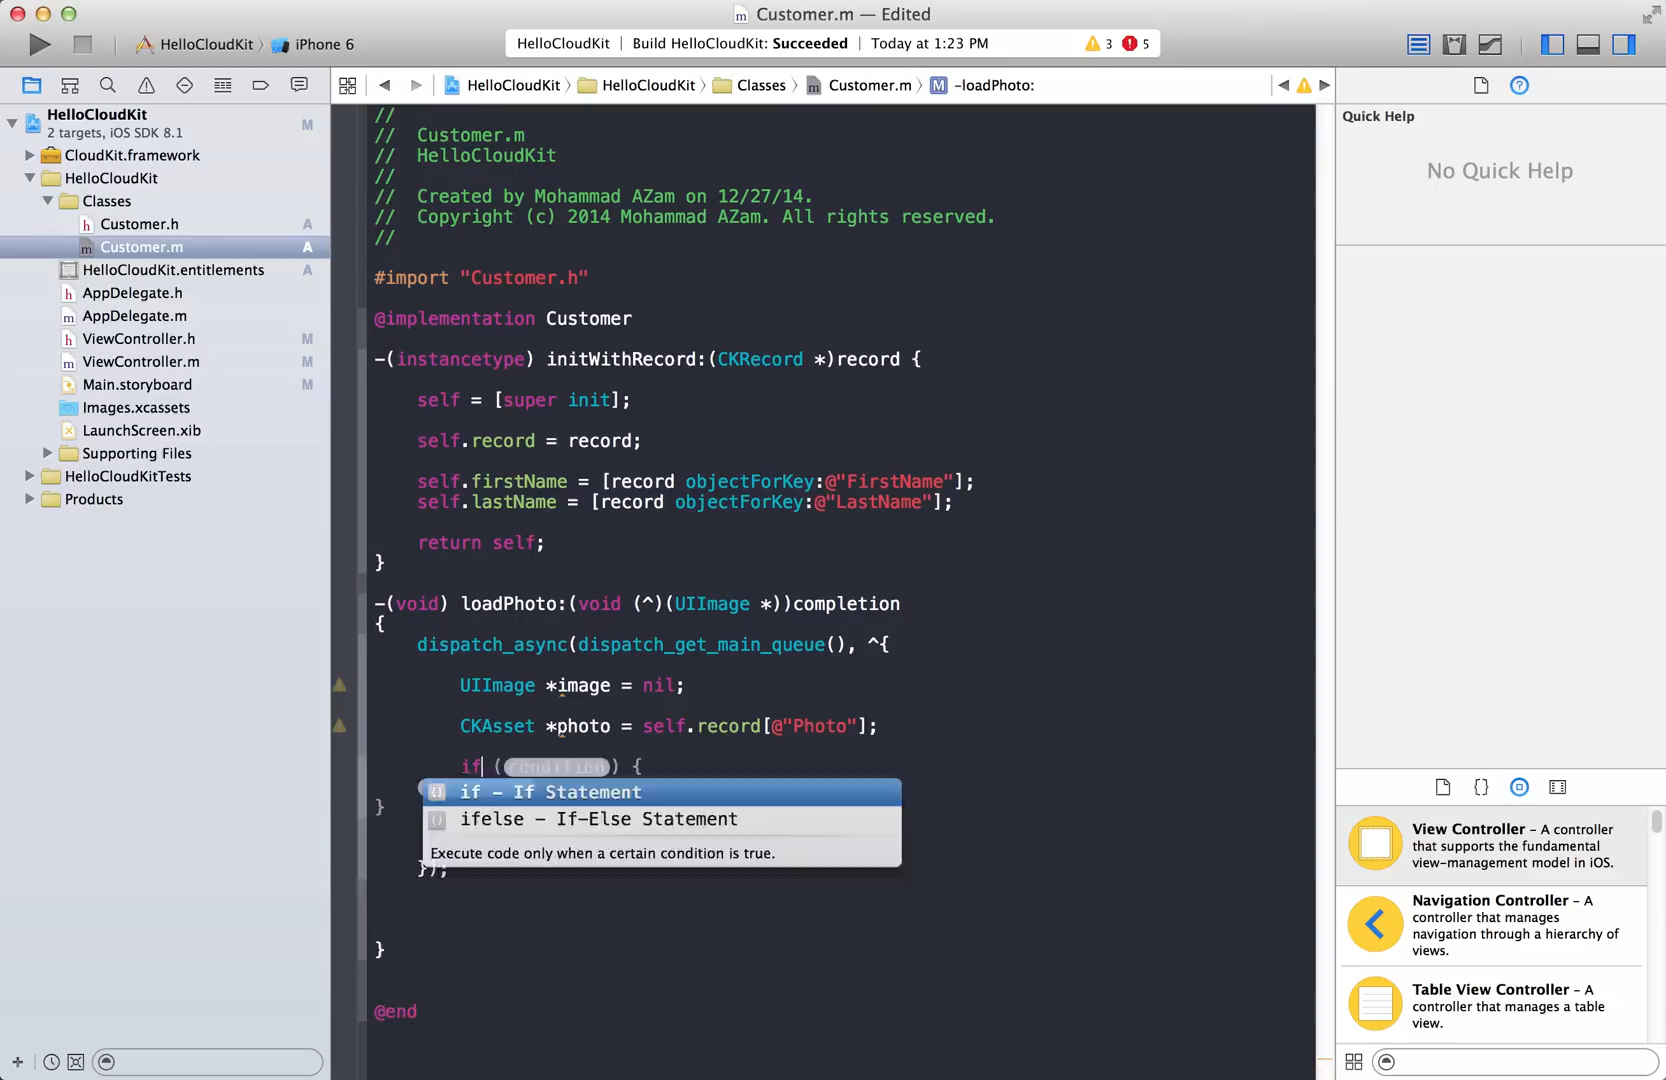 Customer.m — Edited
HelloCloudKit
iPhone 6
HelloCloudKit | Build HelloCloudKit: Succeeded | Today at 1:23 PM
3
5
HelloCloudKit
HelloCloudKit
Classes
Customer.m
-loadPhoto:
HelloCloudKit
2 targets, iOS SDK 8.1
M
CloudKit.framework
HelloCloudKit
Classes
Customer.h
A
Customer.m
A
HelloCloudKit.entitlements
A
AppDelegate.h
AppDelegate.m
ViewController.h
M
ViewController.m
M
Main.storyboard
M
Images.xcassets
LaunchScreen.xib
Supporting Files
HelloCloudKitTests
Products
//
//  Customer.m
//  HelloCloudKit
//
//  Created by Mohammad AZam on 12/27/14.
//  Copyright (c) 2014 Mohammad AZam. All rights reserved.
//
#import "Customer.h"
@implementation Customer
-(instancetype) initWithRecord:(CKRecord *)record {
self = [super init];
self.record = record;
self.firstName = [record objectForKey:@"FirstName"];
self.lastName = [record objectForKey:@"LastName"];
return self;
}
-(void) loadPhoto:(void (^)(UIImage *))completion
{
dispatch_async(dispatch_get_main_queue(), ^{
UIImage *image = nil;
CKAsset *photo = self.record[@"Photo"];
if (condition) {
if – If Statement
}
ifelse – If-Else Statement
Execute code only when a certain condition is true.
});
}
@end
Quick Help
No Quick Help
View Controller – A controller
that supports the fundamental
view-management model in iOS.
Navigation Controller – A
controller that manages
navigation through a hierarchy of
views.
Table View Controller – A
controller that manages a table
view.